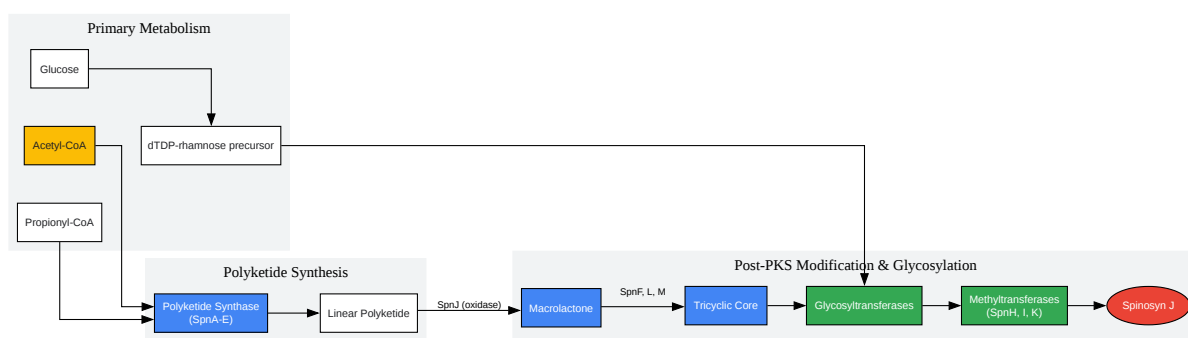 Primary Metabolism
Glucose
Acetyl-CoA
dTDP-rhamnose precursor
Propionyl-CoA
Polyketide Synthesis
Polyketide Synthase
(SpnA-E)
Linear Polyketide
SpnJ (oxidase)
Post-PKS Modification & Glycosylation
Macrolactone
SpnF, L, M
Tricyclic Core
Glycosyltransferases
Methyltransferases
(SpnH, I, K)
Spinosyn J